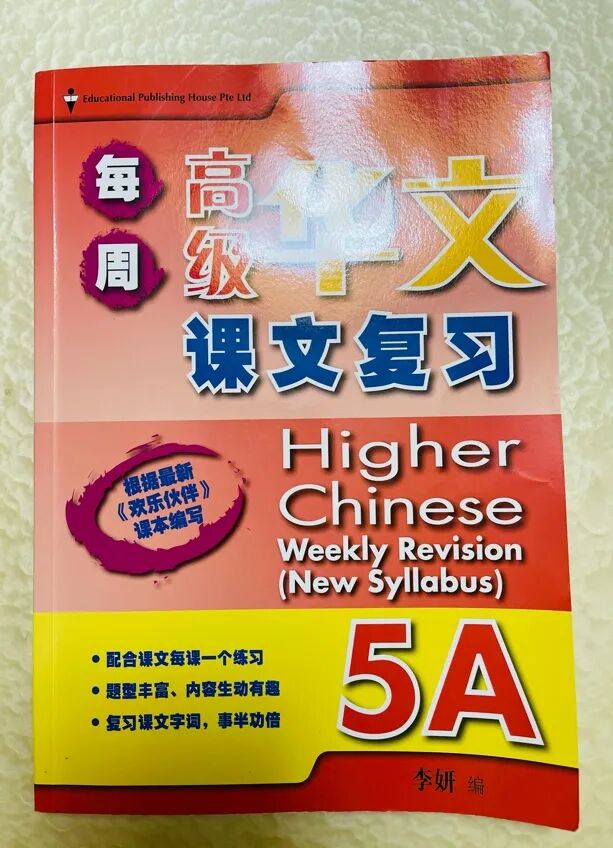 Educational Publishing House Pte Ltd
每周
高级华文
课文复习
根据最新
《欢乐伙伴》
课本编写
Higher
Chinese
Weekly Revision
(New Syllabus)
5A
• 配合课文每课一个练习
• 题型丰富、内容生动有趣
• 复习课文字词，事半功倍
李妍 编